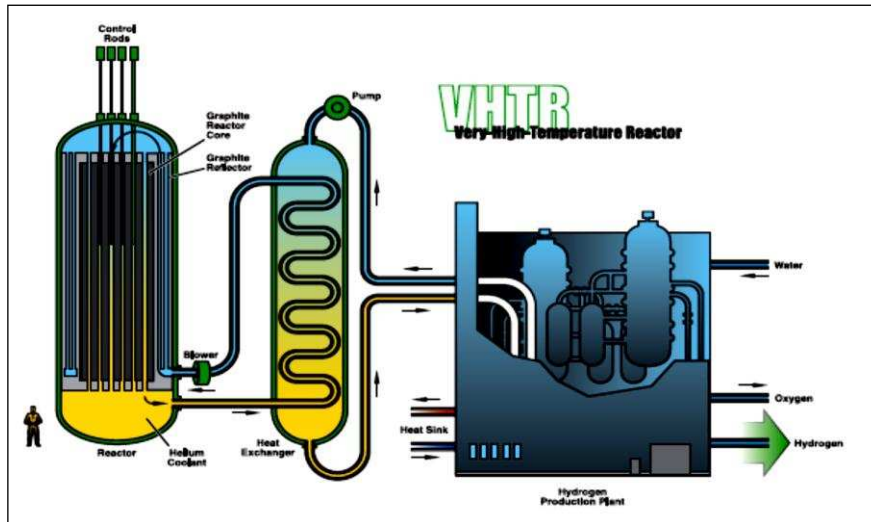 Control
Rods
Graphite
Reactor
Core
Graphite
Reflector
Pump
VHTR
Very-High-Temperature Reactor
Water
Blower
Oxygen
Heat Sink
Hydrogen
Reactor
Helium
Coolant
Heat
Exchanger
Hydrogen
Production Plant